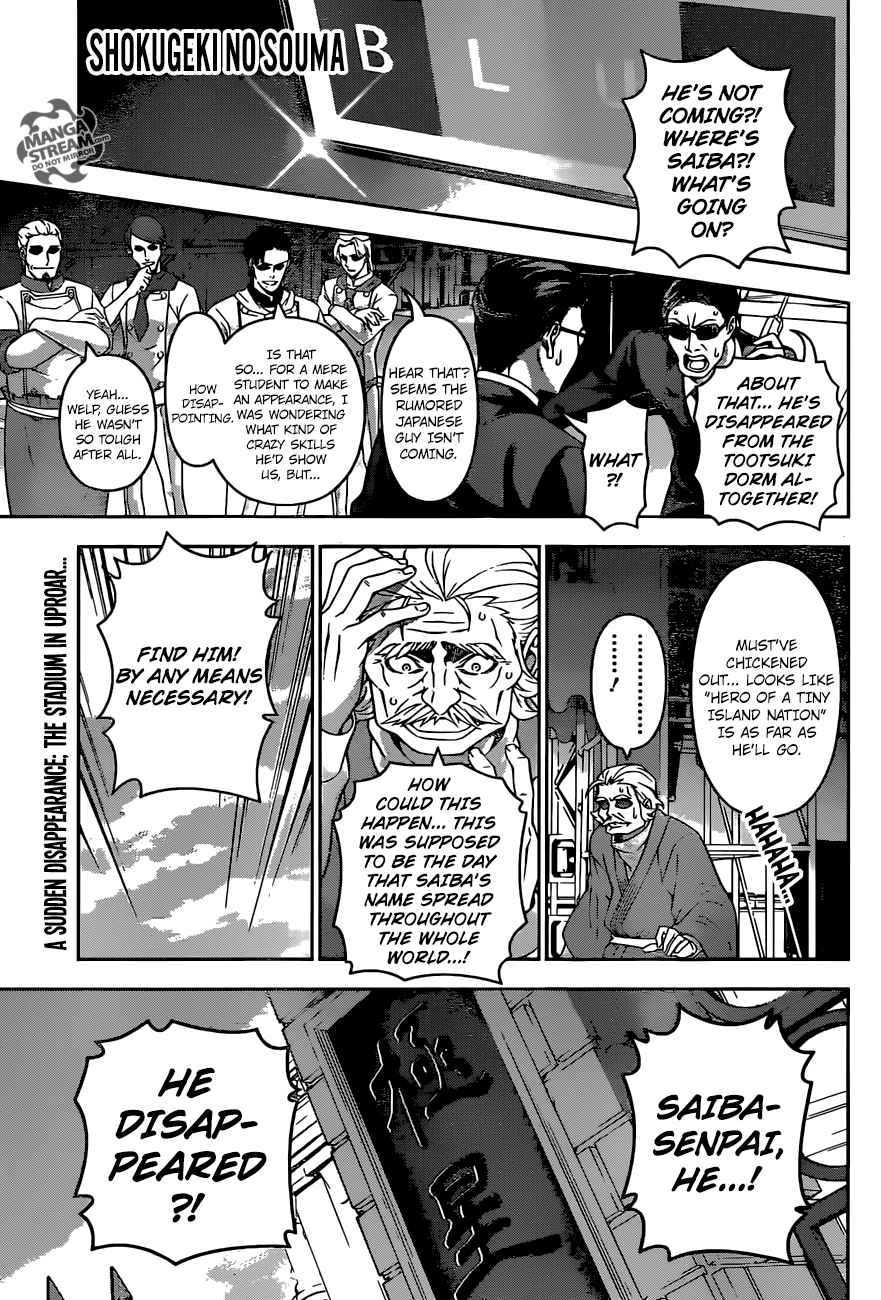 SHOKUGEKI NO SOUMA
B L U
MANGA
STREAM.com
DO NOT MIRROR
HE'S NOT
COMING?!
WHERE'S
SAIBA?!
WHAT'S
GOING
ON?
ABOUT
THAT... HE'S
DISAPPEARED
FROM THE
TOOTSUKI
DORM AL-
TOGETHER!
WHAT
?!
HEAR THAT?
SEEMS THE
RUMORED
JAPANESE
GUY ISN'T
COMING.
IS THAT
SO... FOR A MERE
STUDENT TO MAKE
AN APPEARANCE, I
WAS WONDERING
WHAT KIND OF
CRAZY SKILLS
HE'D SHOW
US, BUT...
HOW
DISAP-
POINTING.
YEAH...
WELP, GUESS
HE WASN'T
SO TOUGH
AFTER ALL.
MUST'VE
CHICKENED
OUT... LOOKS LIKE
"HERO OF A TINY
ISLAND NATION"
IS AS FAR AS
HE'LL GO.
HAHAHA...
.........!
HOW
COULD THIS
HAPPEN... THIS
WAS SUPPOSED
TO BE THE DAY
THAT SAIBA'S
NAME SPREAD
THROUGHOUT
THE WHOLE
WORLD...!
FIND HIM!
BY ANY MEANS
NECESSARY!
A SUDDEN DISAPPEARANCE; THE STADIUM IN UPROAR...
SAIBA-
SENPAI,
HE...!
極星
HE
DISAP-
PEARED
?!